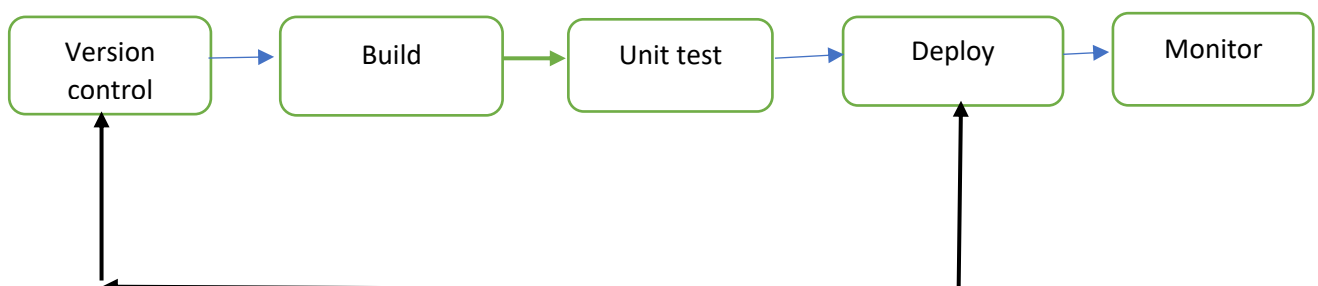 Version
control
Build
Unit test
Deploy
Monitor